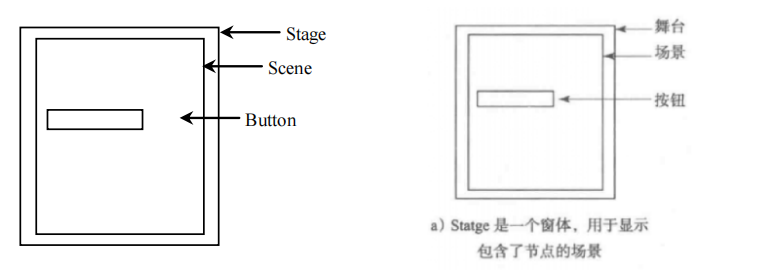 Stage
Scene
Button
舞台
场景
按钮
a）Statge 是一个窗体，用于显示
包含了节点的场景